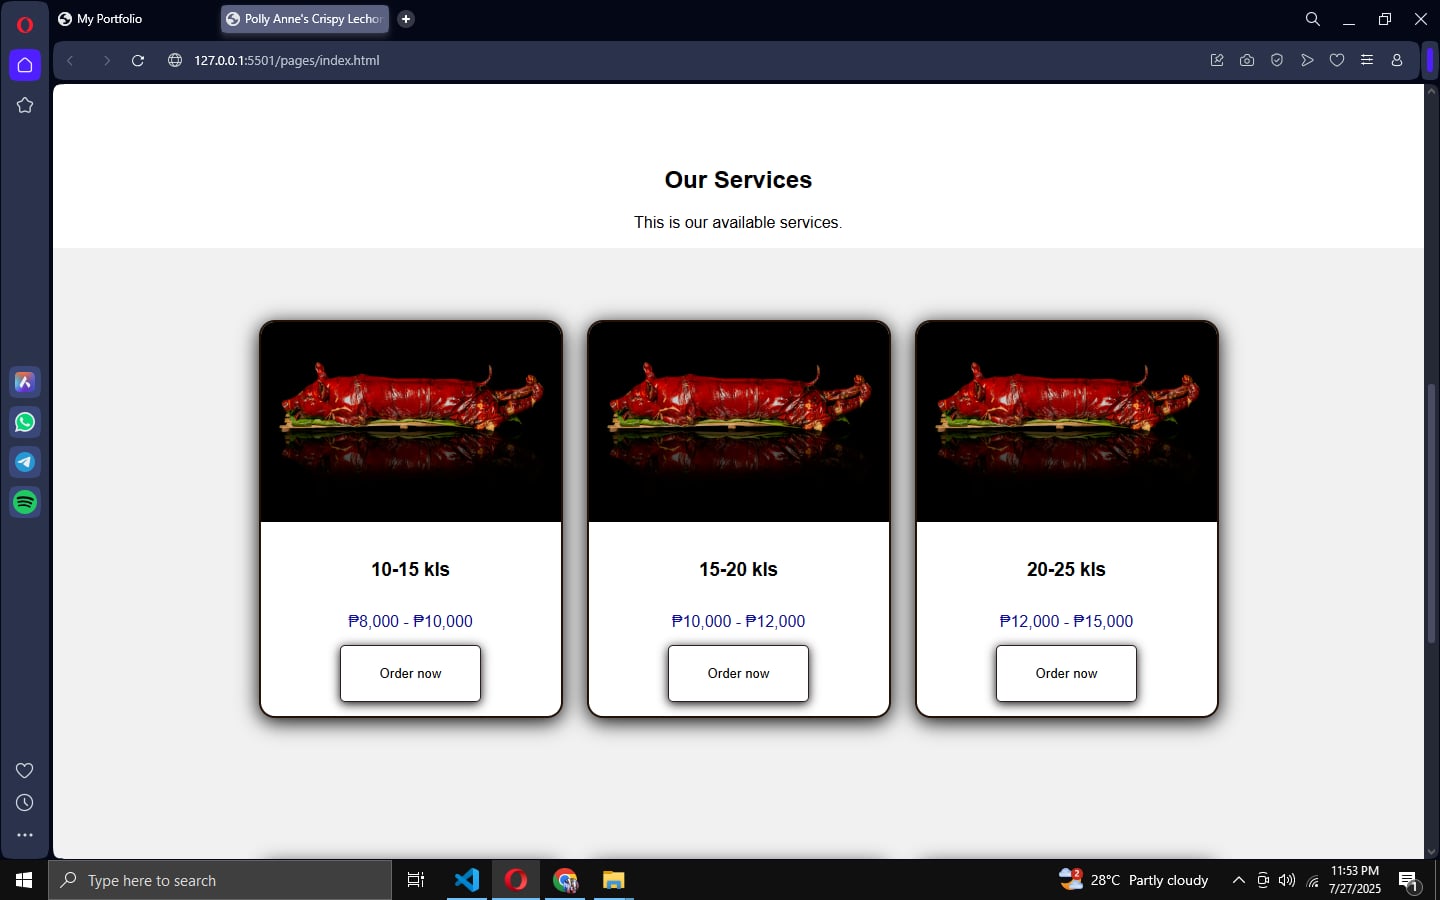 My Portfolio
Polly Anne's Crispy Lechor
127.0.0.1:5501/pages/index.html
Our Services
This is our available services.
10-15 kls
₱8,000 - ₱10,000
Order now
15-20 kls
₱10,000 - ₱12,000
Order now
20-25 kls
₱12,000 - ₱15,000
Order now
Type here to search
2
28°C Partly cloudy
11:53 PM
7/27/2025
1